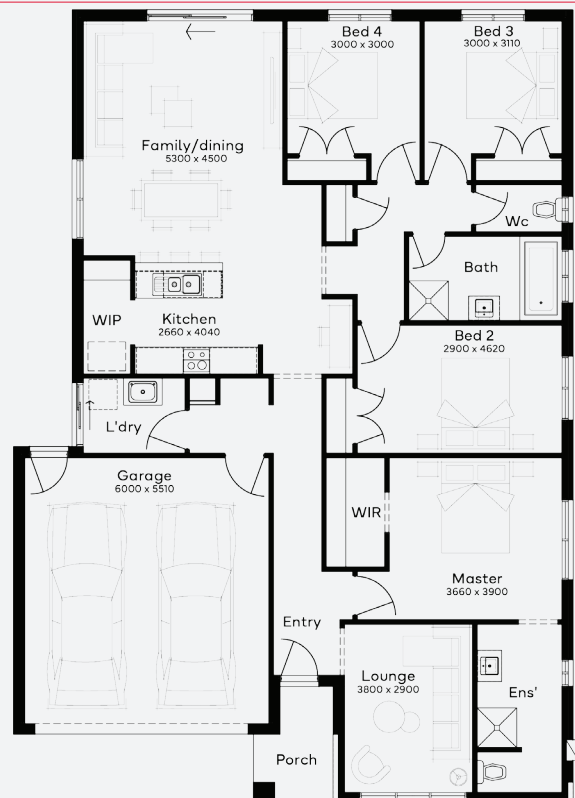 Bed 4
3000 x 3000
Bed 3
3000 x 3110
Family/dining
5300 x 4500
Wc
Bath
WIP
Kitchen
2660 x 4040
Bed 2
2900 x 4620
L'dry
Garage
6000 x 5510
WIR
Master
3660 x 3900
Entry
Lounge
3800 x 2900
Ens'
Porch